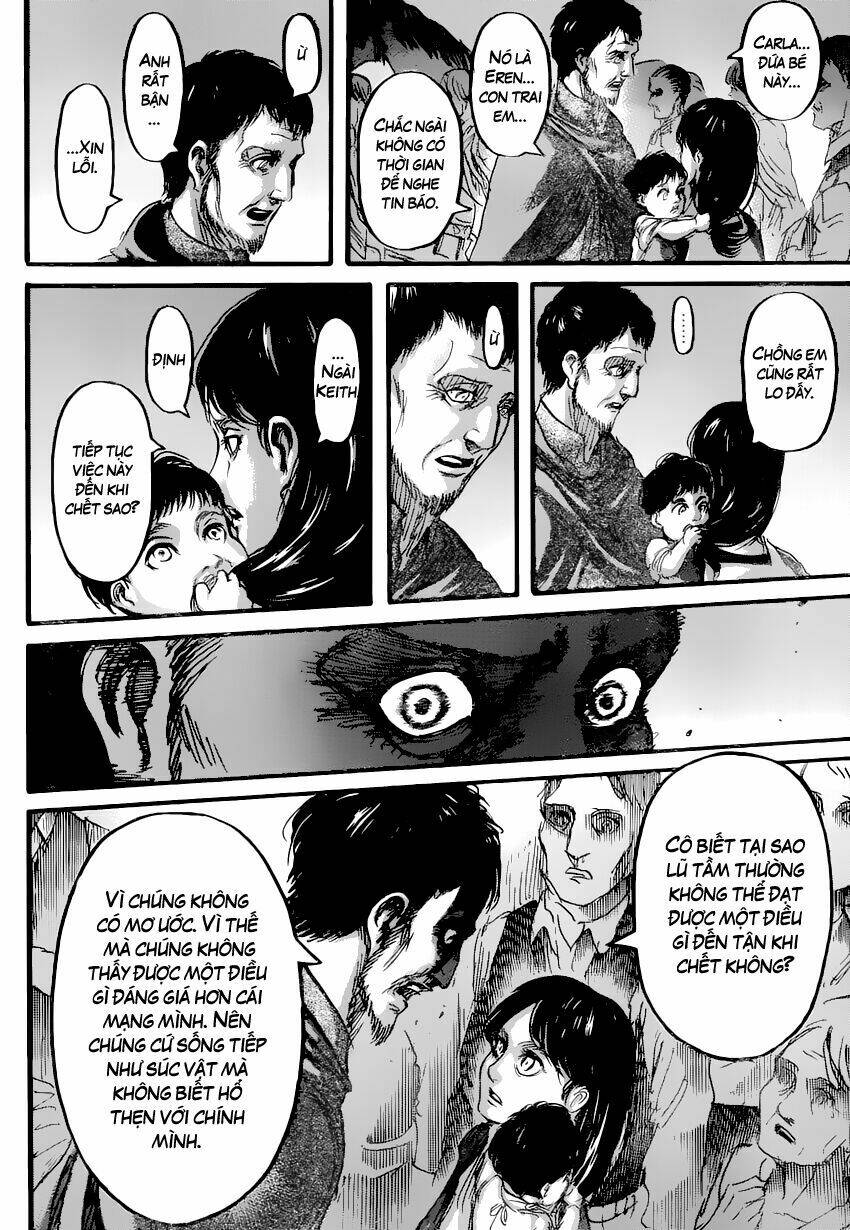 CARLA...
ĐỨA BÉ
NÀY...
NÓ LÀ
EREN...
CON TRAI
EM...
CHẮC NGÀI
KHÔNG CÓ
THỜI GIAN
ĐỂ NGHE
TIN BÁO.
Ừ
ANH
RẤT
BẬN
...
...XIN
LỖI.
CHỒNG EM
CŨNG RẤT
LO ĐẤY.
......
Ừ
...
NGÀI
KEITH
ĐỊNH
TIẾP TỤC
VIỆC NÀY
ĐẾN KHI
CHẾT SAO?
CÔ BIẾT TẠI SAO
LŨ TẦM THƯỜNG
KHÔNG THỂ ĐẠT
ĐƯỢC MỘT ĐIỀU
GÌ ĐẾN TẬN KHI
CHẾT KHÔNG?
VÌ CHÚNG KHÔNG
CÓ MƠ ƯỚC. VÌ THẾ
MÀ CHÚNG KHÔNG
THẤY ĐƯỢC MỘT ĐIỀU
GÌ ĐÁNG GIÁ HƠN CÁI
MẠNG MÌNH. NÊN
CHÚNG CỨ SỐNG TIẾP
NHƯ SÚC VẬT MÀ
KHÔNG BIẾT HỔ
THẸN VỚI CHÍNH
MÌNH.